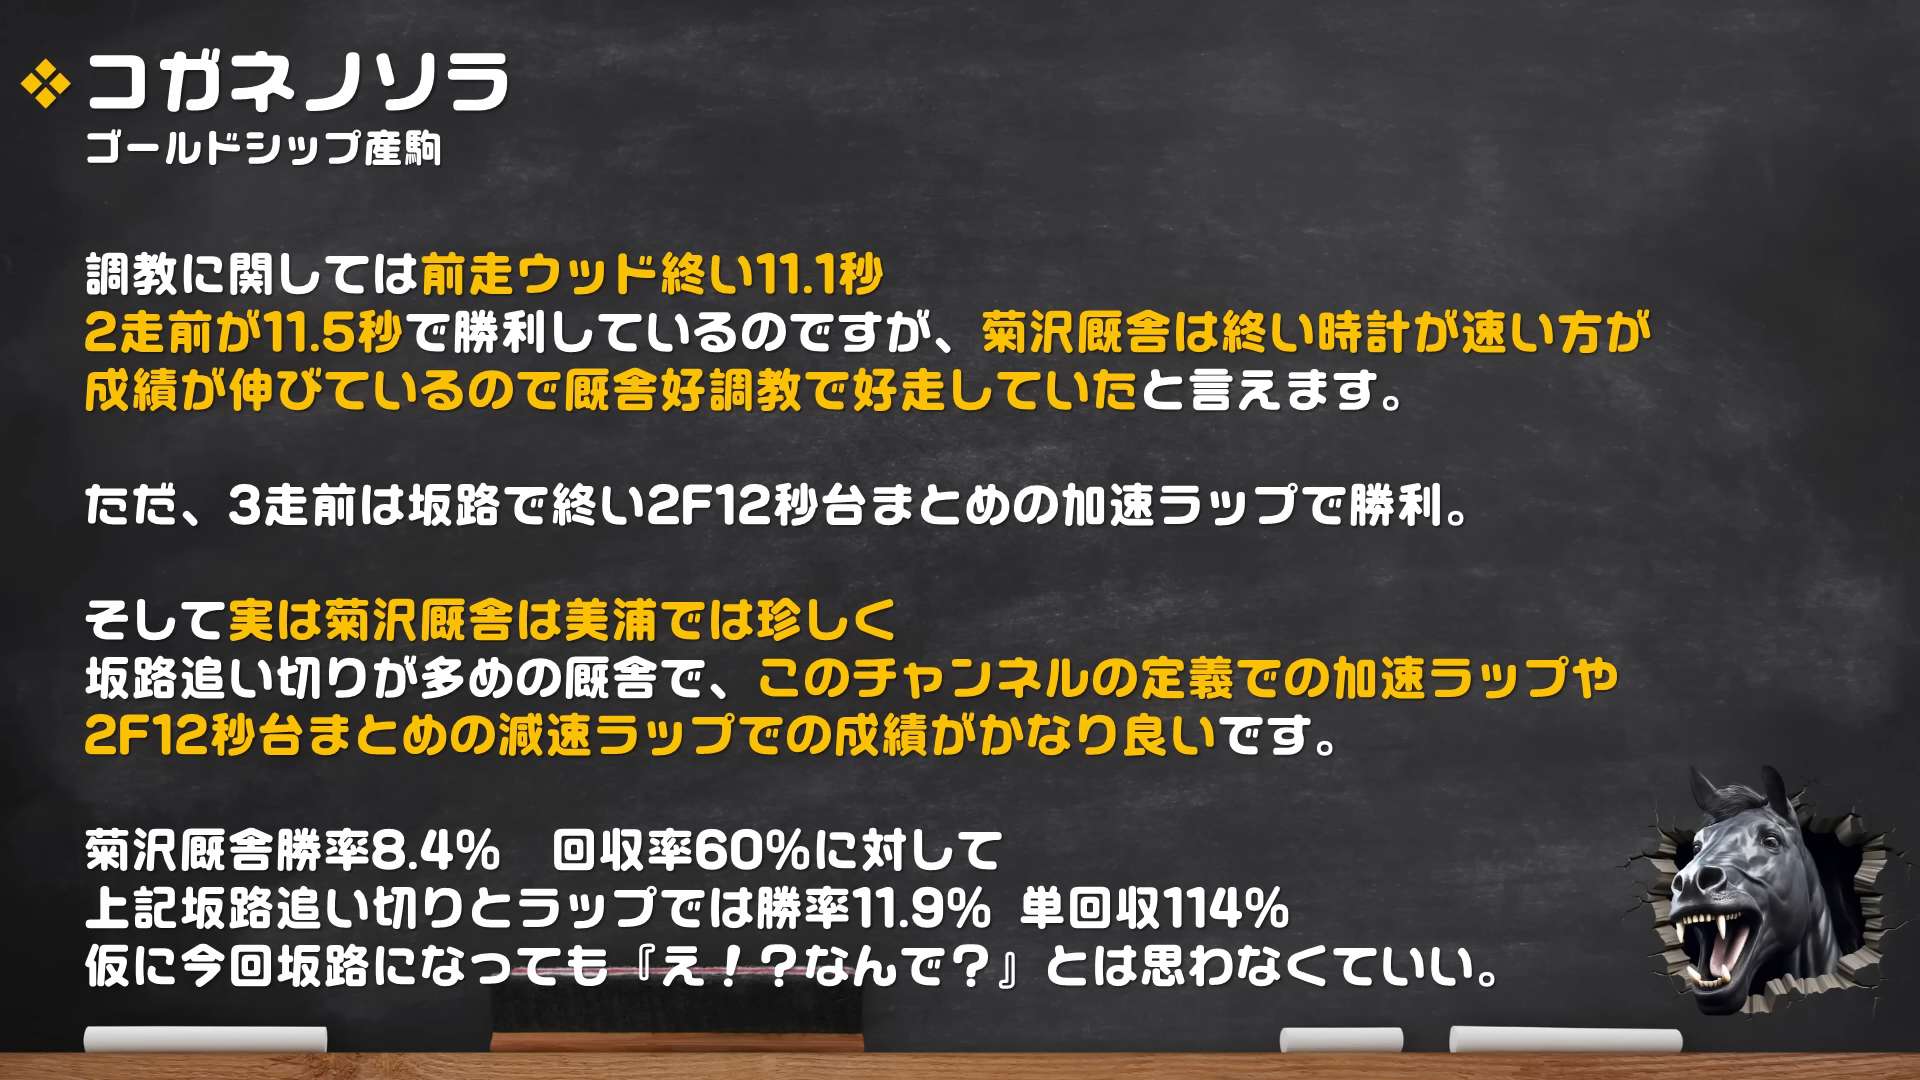 コガネノソラ
ゴールドシップ産駒
調教に関しては前走ウッド終い11.1秒
2走前が11.5秒で勝利しているのですが、菊沢厩舎は終い時計が速い方が
成績が伸びているので厩舎好調教で好走していたと言えます。
ただ、3走前は坂路で終い2F12秒台まとめの加速ラップで勝利。
そして実は菊沢厩舎は美浦では珍しく
坂路追い切りが多めの厩舎で、このチャンネルの定義での加速ラップや
2F12秒台まとめの減速ラップでの成績がかなり良いです。
菊沢厩舎勝率8.4%　回収率60%に対して
上記坂路追い切りとラップでは勝率11.9% 単回収114%
仮に今回坂路になっても『え！？なんで？』とは思わなくていい。